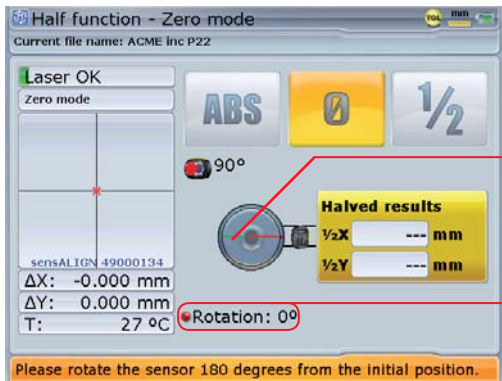 Half function - Zero mode
TOL mm
Current file name: ACME inc P22
Laser OK
Zero mode
ABS 0 1/2
90°
Halved results
½X --- mm
½Y --- mm
sensALIGN 49000134
ΔX: -0.000 mm
ΔY: 0.000 mm
T: 27 ºC
Rotation: 0º
Please rotate the sensor 180 degrees from the initial position.